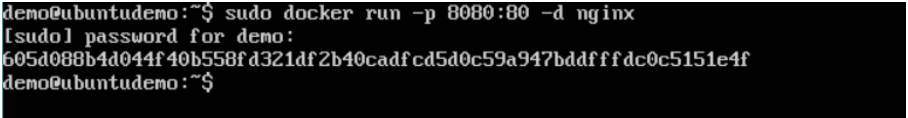 demo@ubuntudemo:~$ sudo docker run -p 8080:80 -d nginx
[sudo] password for demo:
605d088b4d044f40b558fd321df2b40cadfcd5d0c59a947bddfffdc0c5151e4f
demo@ubuntudemo:~$